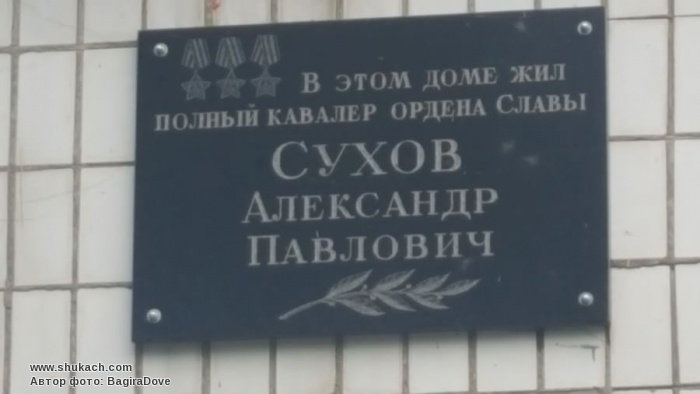 В ЭТОМ ДОМЕ ЖИЛ
ПОЛНЫЙ КАВАЛЕР ОРДЕНА СЛАВЫ
СУХОВ
АЛЕКСАНДР
ПАВЛОВИЧ
www.shukach.com
Автор фото: BagiraDove